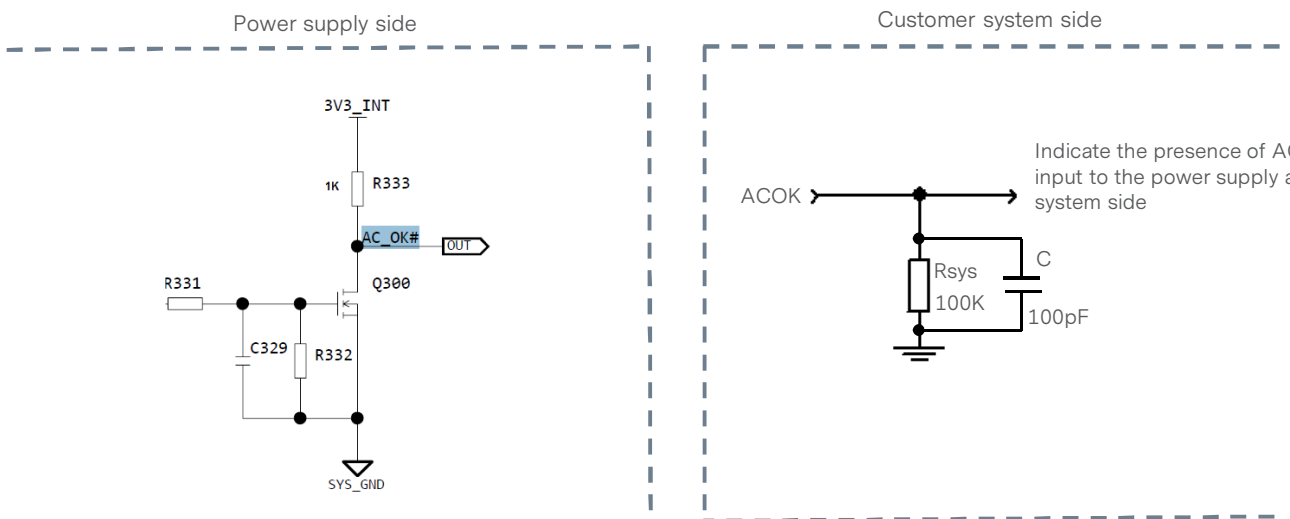 Power supply side
Customer system side
3V3_INT
1K
R333
AC_OK#
OUT
R331
Q300
C329
R332
SYS_GND
Indicate the presence of
input to the power supply
system side
ACOK
Rsys
100K
C
100pF